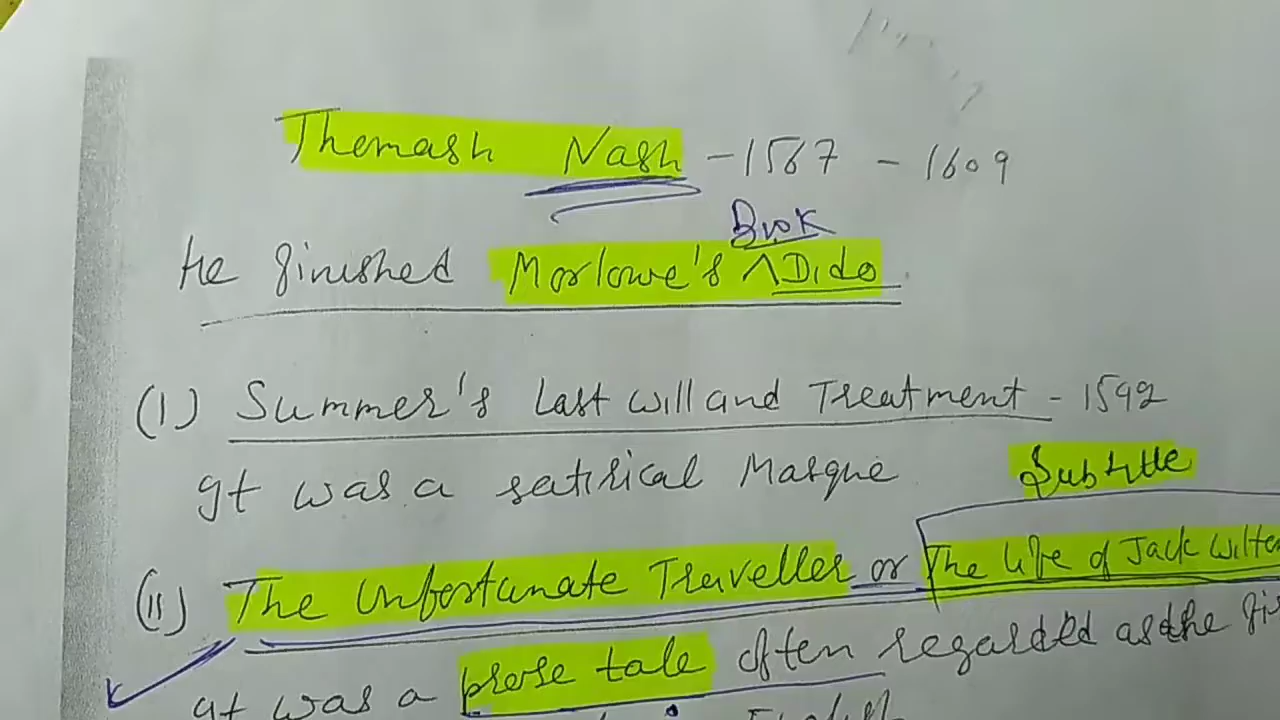 Themash Nash - 1567 - 1609
Book
He finished Morlowe's ^ Dido.
(I) Summer's Last will and Treatment - 1592
It was a satirical Masque
Subtitle
(II) The Unfortunate Traveller or The life of Jack Wilton
It was a prose tale often regarded as the